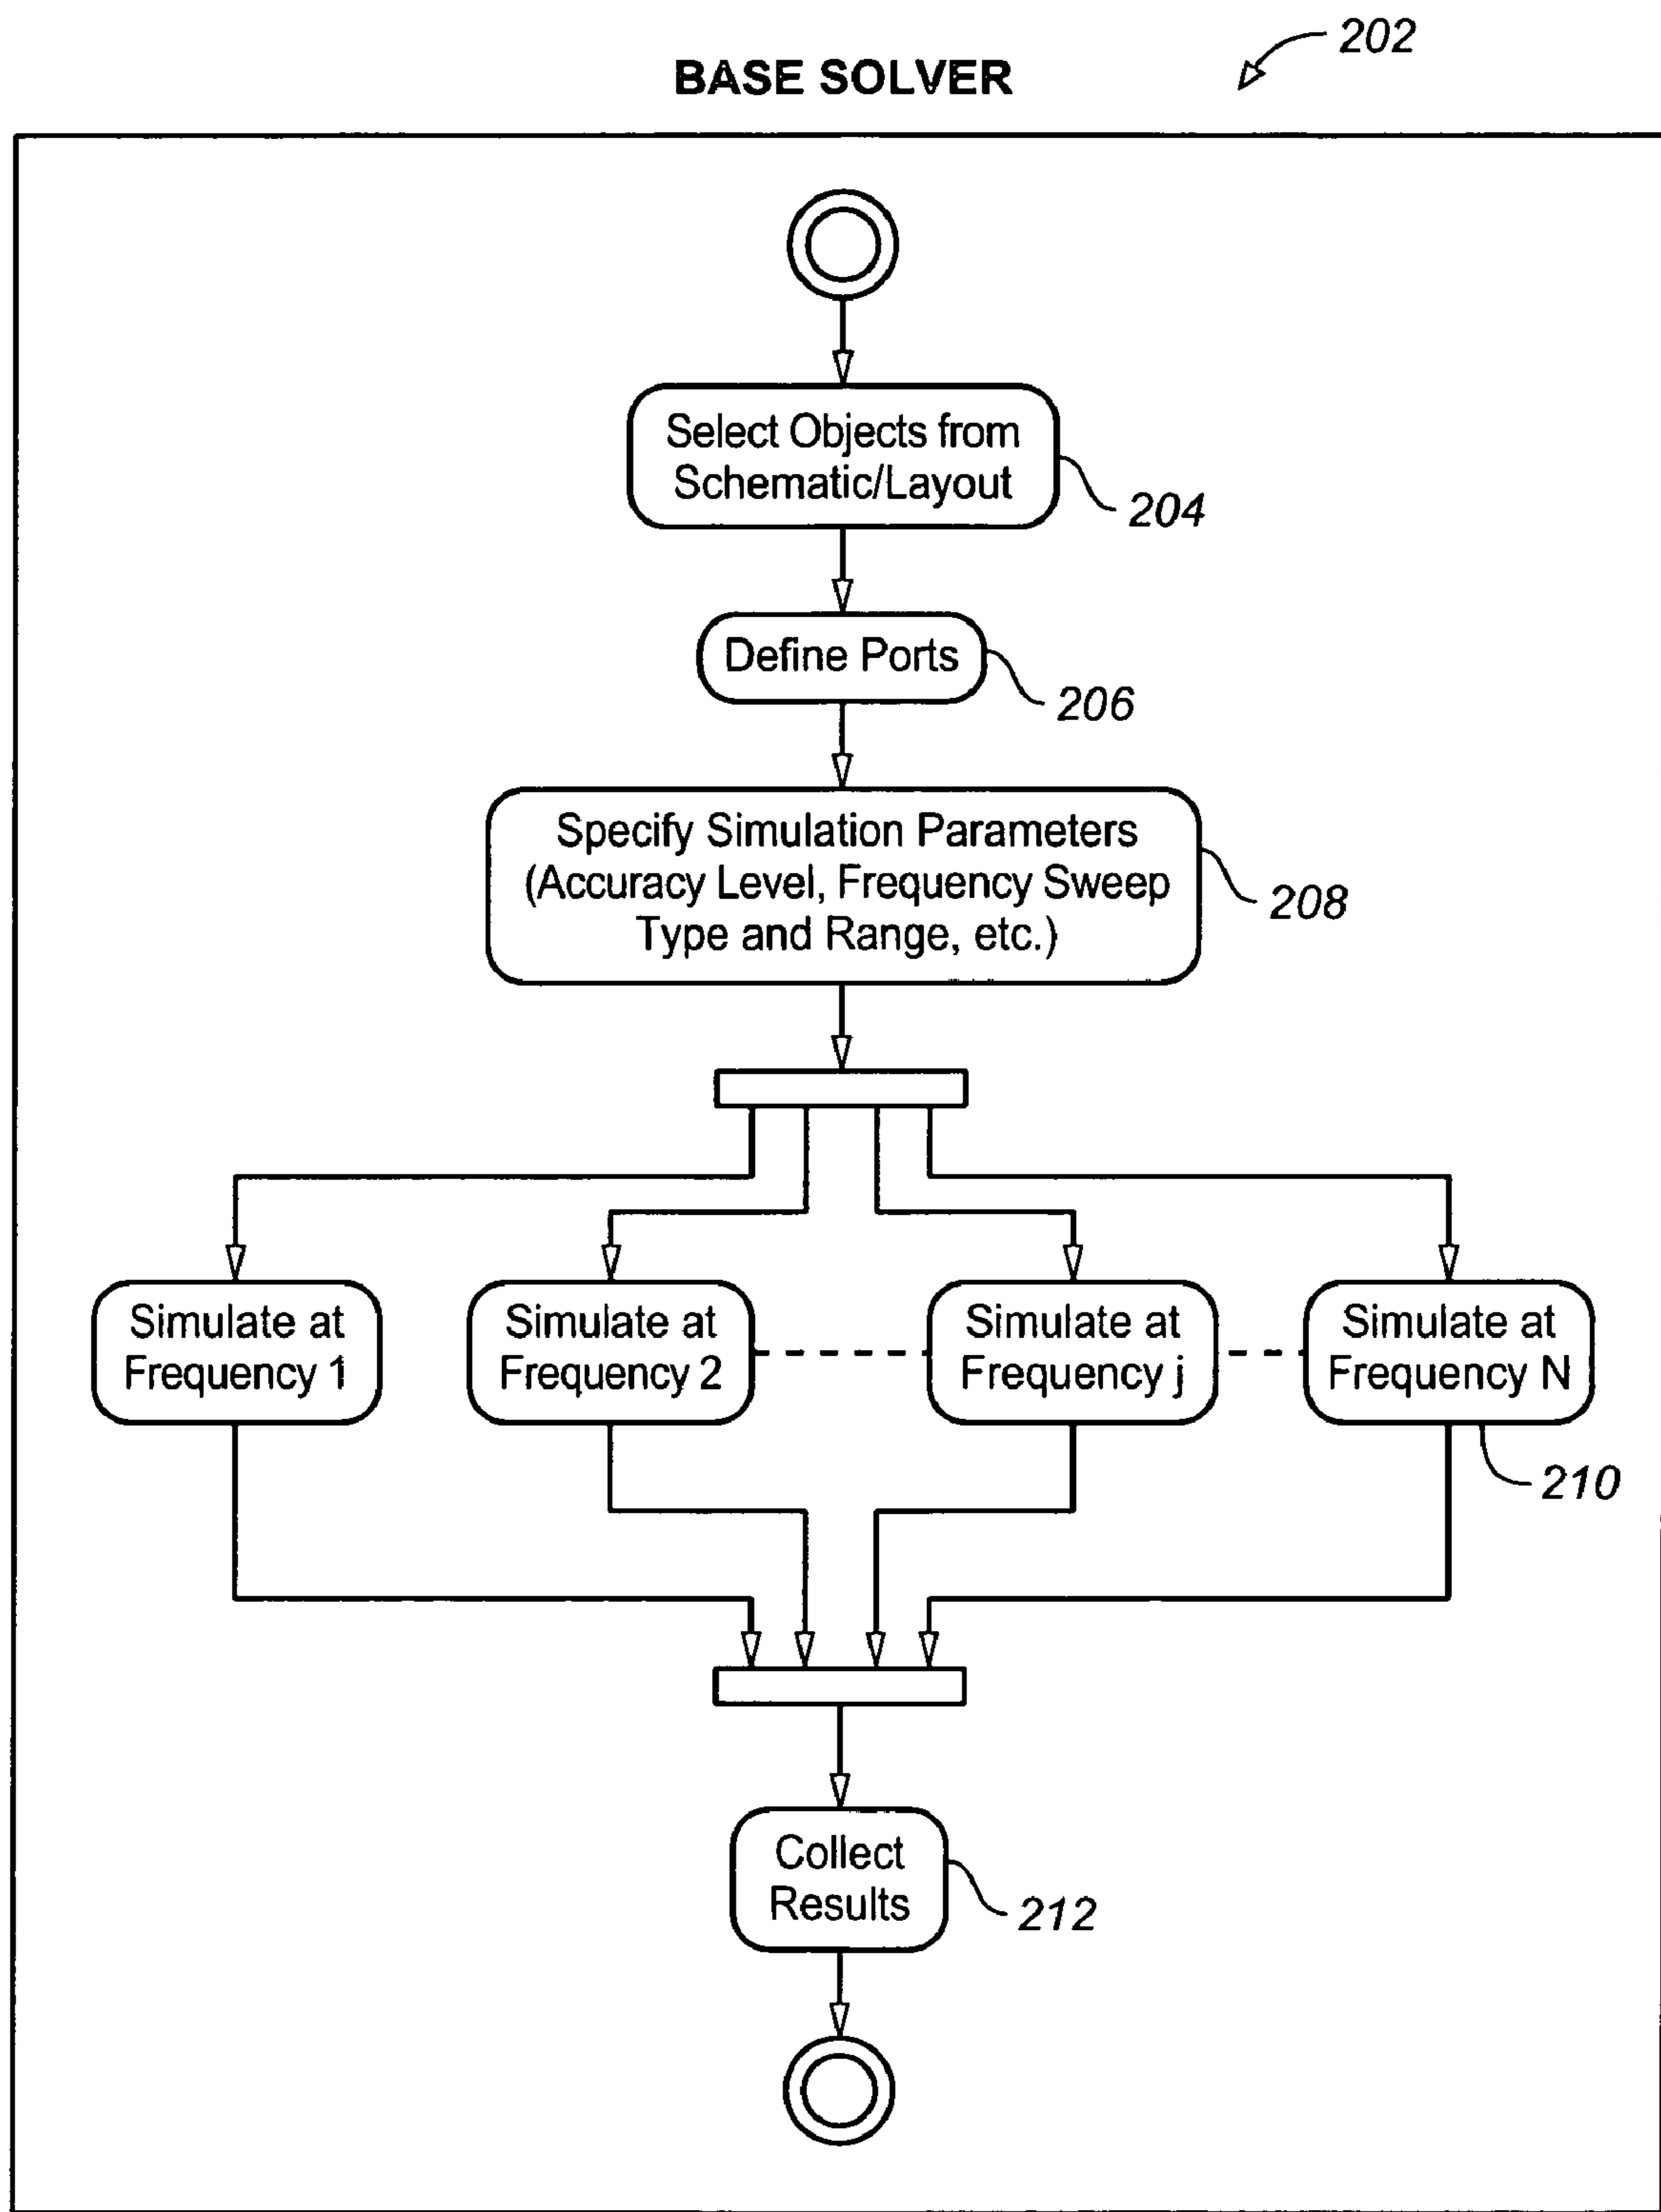 202
BASE SOLVER
Select Objects from
Schematic/Layout
204
Define Ports
206
Specify Simulation Parameters
(Accuracy Level, Frequency Sweep
Type and Range, etc.)
208
Simulate at
Frequency 1
Simulate at
Frequency 2
Simulate at
Frequency j
Simulate at
Frequency N
210
Collect
Results
212